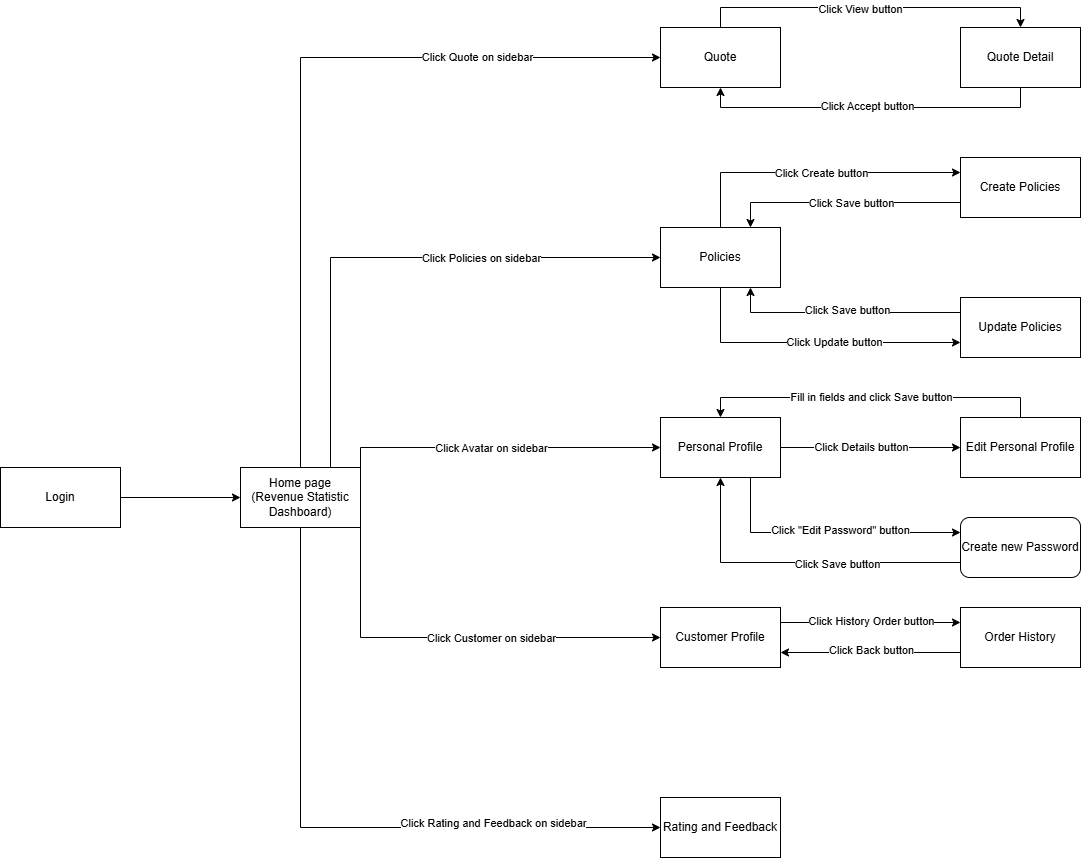 Click View button
Click Quote on sidebar
Quote
Quote Detail
Click Accept button
Click Create button
Create Policies
Click Save button
Click Policies on sidebar
Policies
Click Save button
Update Policies
Click Update button
Fill in fields and click Save button
Click Avatar on sidebar
Personal Profile
Click Details button
Edit Personal Profile
Login
Home page
(Revenue Statistic
Dashboard)
Click "Edit Password" button
Create new Password
Click Save button
Click Customer on sidebar
Customer Profile
Click History Order button
Order History
Click Back button
Click Rating and Feedback on sidebar
Rating and Feedback